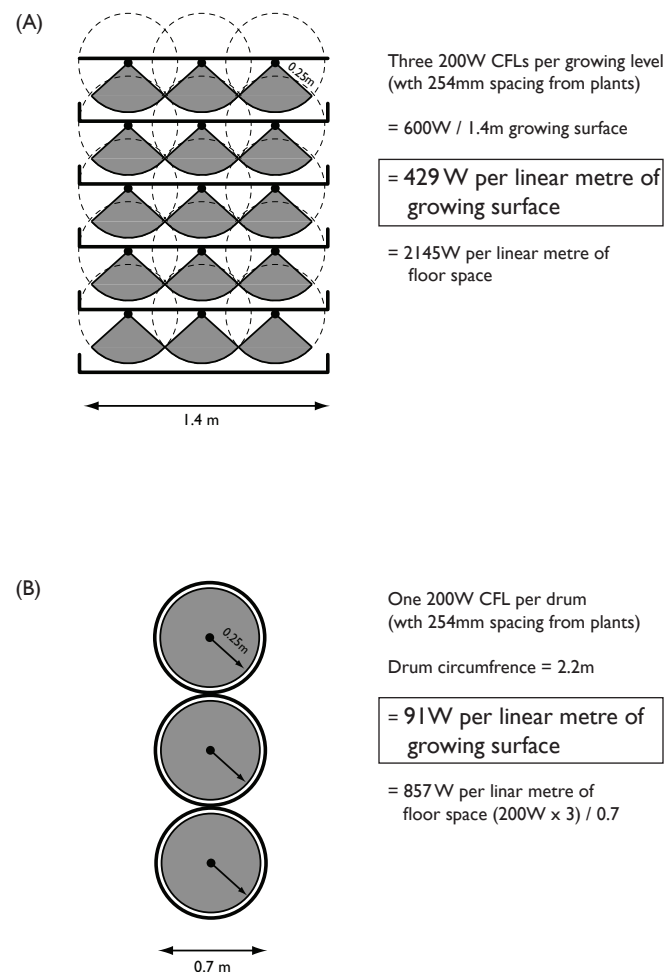 (A)
0.25m
1.4 m
Three 200W CFLs per growing level
(wth 254mm spacing from plants)
= 600W / 1.4m growing surface
= 429 W per linear metre of
growing surface
= 2145W per linear metre of
floor space
(B)
0.25m
0.7 m
One 200W CFL per drum
(wth 254mm spacing from plants)
Drum circumfrence = 2.2m
= 91W per linear metre of
growing surface
= 857 W per linar metre of
floor space (200W x 3) / 0.7